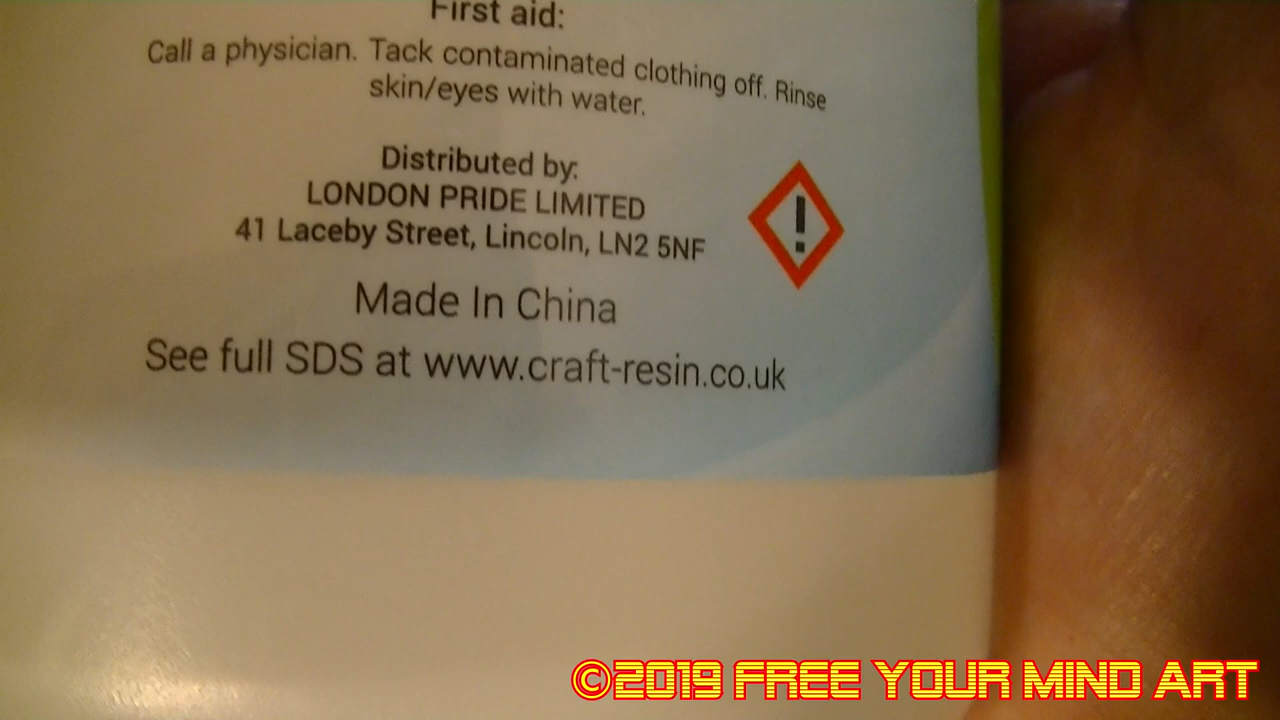 First aid:
Call a physician. Tack contaminated clothing off. Rinse
skin/eyes with water.
Distributed by:
LONDON PRIDE LIMITED
41 Laceby Street, Lincoln, LN2 5NF
!
Made In China
See full SDS at www.craft-resin.co.uk
©2019 FREE YOUR MIND ART